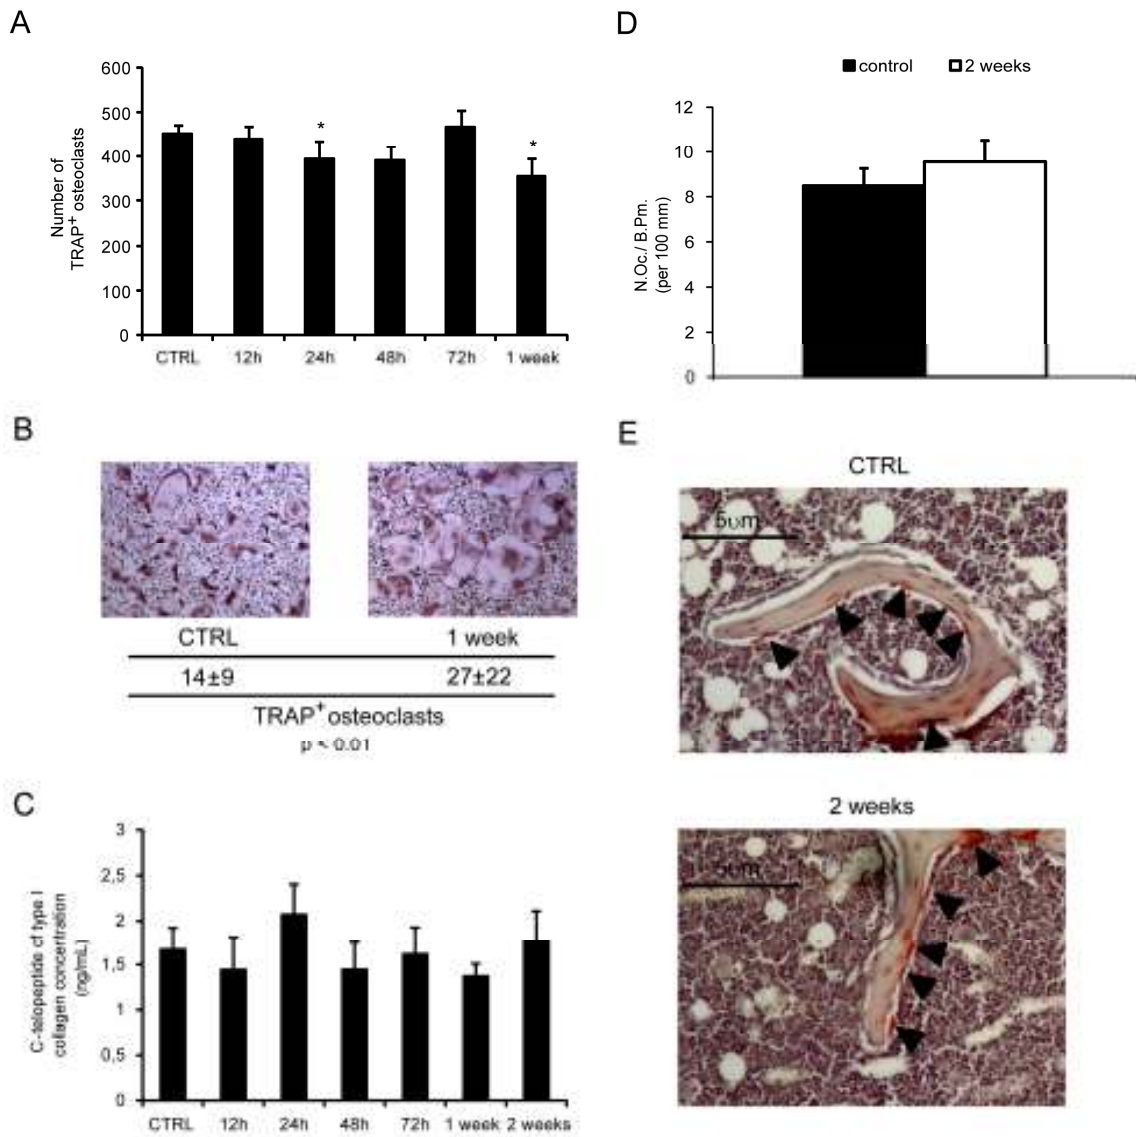 A
600
500
400
300
200
100
0
Number of
TRAP+ osteoclasts
*
*
CTRL 12h 24h 48h 72h 1 week
B
CTRL 1 week
14±9 27±22
TRAP+ osteoclasts
p < 0.01
C
3
2,5
2
1,5
1
0,5
0
C-telopeptide of type I
collagen concentration
(ng/mL)
CTRL 12h 24h 48h 72h 1 week 2 weeks
D
control 2 weeks
12
10
8
6
4
2
0
N.Oc./ B.Pm.
(per 100 mm)
E
CTRL
5um
2 weeks
5um